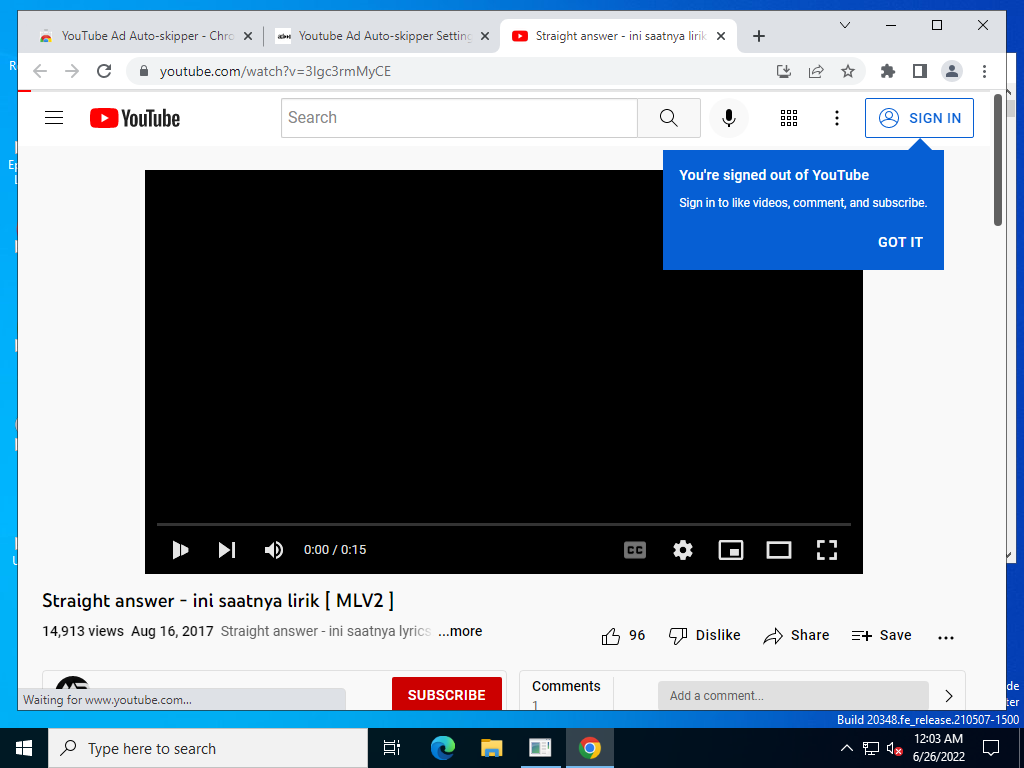 YouTube Ad Auto-skipper - Chro
Youtube Ad Auto-skipper Setting
Straight answer - ini saatnya lirik
youtube.com/watch?v=3Igc3rmMyCE
YouTube
Search
SIGN IN
You're signed out of YouTube
Sign in to like videos, comment, and subscribe.
GOT IT
CC
0:00 / 0:15
Straight answer - ini saatnya lirik [ MLV2 ]
14,913 views Aug 16, 2017 Straight answer - ini saatnya lyrics ...more
96 Dislike Share Save
SUBSCRIBE
Comments
1
Add a comment...
Waiting for www.youtube.com...
Build 20348.fe_release.210507-1500
Type here to search
12:03 AM
6/26/2022